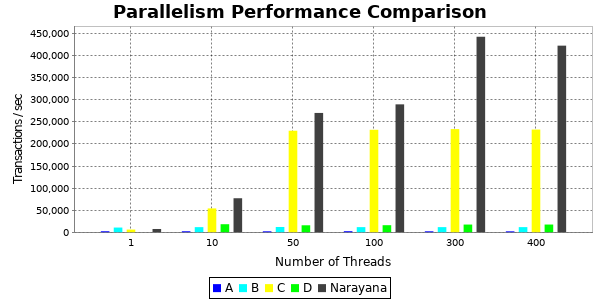 Parallelism Performance Comparison
450,000
400,000
350,000
300,000
250,000
200,000
150,000
100,000
50,000
0
Transactions / sec
1 10 50 100 300 400
Number of Threads
A B C D Narayana